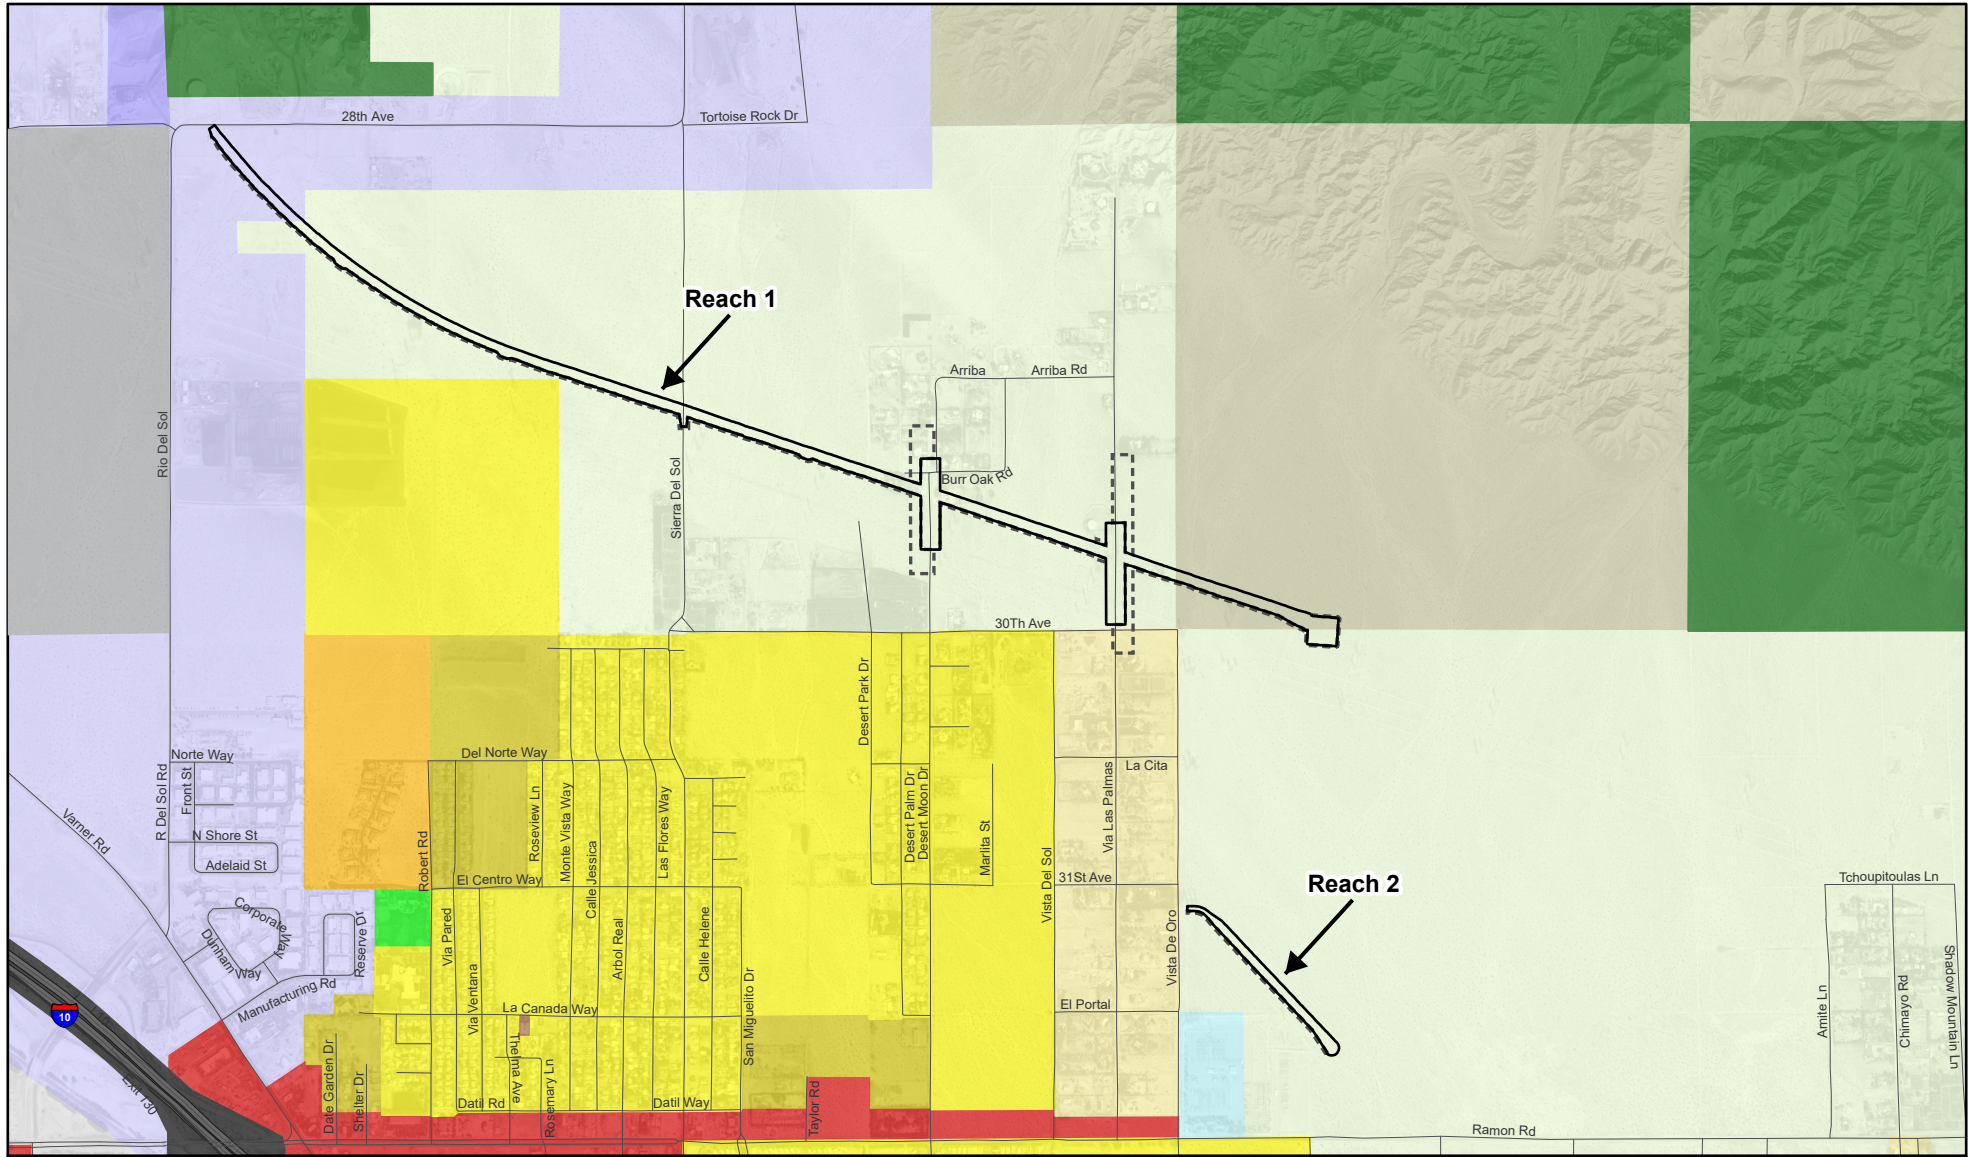 28th Ave
Tortoise Rock Dr
Reach 1
Arriba
Arriba Rd
Rio Del Sol
Sierra Del Sol
Burr Oak Rd
30Th Ave
Desert Park Dr
Norte Way
Del Norte Way
La Cita
R Del Sol Rd
Front St
Varner Rd
N Shore St
Adelaid St
Robert Rd
Roseview Ln
Monte Vista Way
Calle Jessica
Las Flores Way
Desert Palm Dr
Desert Moon Dr
Marlita St
Via Las Palmas
El Centro Way
31St Ave
Reach 2
Tchoupitoulas Ln
Corporate Way
Dunham Way
Reserve Dr
Via Pared
Via Ventana
Arbol Real
Calle Helene
Vista Del Sol
Vista De Oro
Manufacturing Rd
La Canada Way
San Miguelito Dr
El Portal
Amite Ln
Chimayo Rd
Shadow Mountain Ln
10
Exit 130
Date Garden Dr
Shelter Dr
Thelma Ave
Rosemary Ln
Datil Rd
Datil Way
Taylor Rd
Ramon Rd